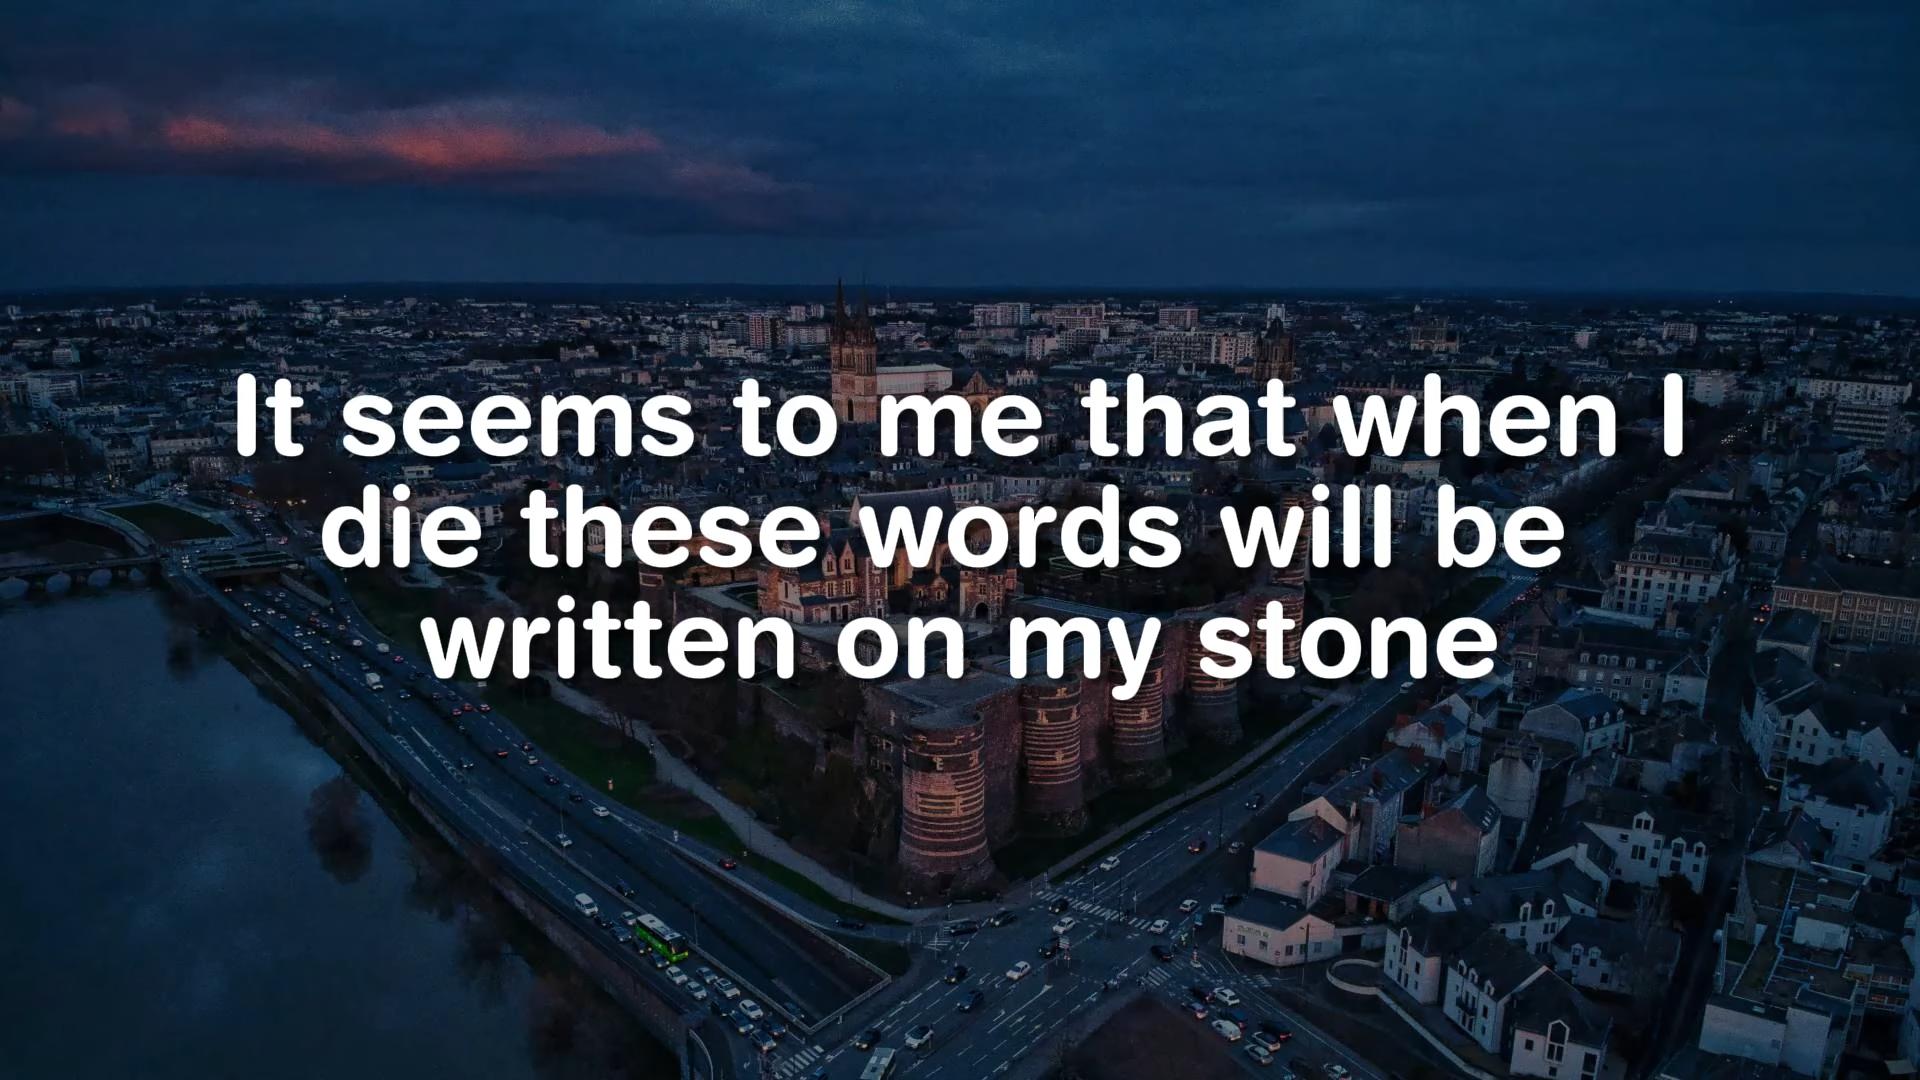 It seems to me that when I
die these words will be
written on my stone